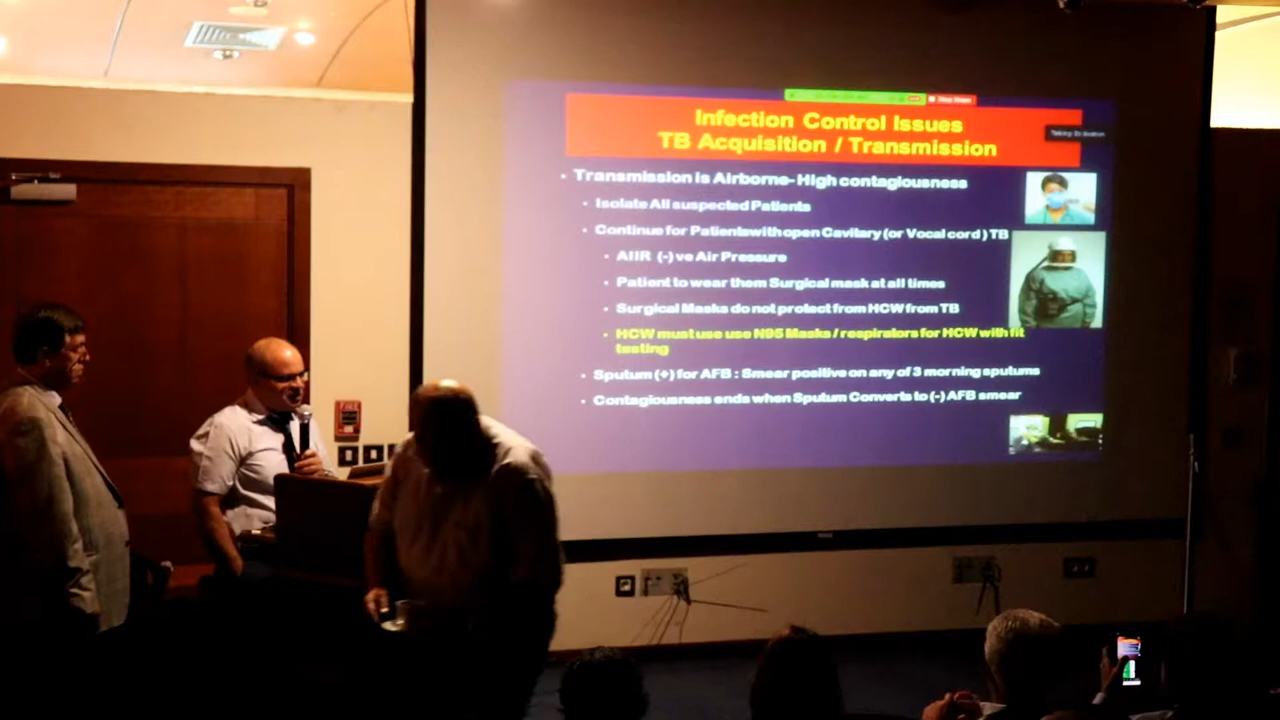 Stop Share
Infection Control Issues
TB Acquisition / Transmission
• Transmission is Airborne- High contagiousness
• Isolate All suspected Patients
• Continue for Patientswith open Cavitary (or Vocal cord ) TB
• AIIR (-) ve Air Pressure
• Patient to wear them Surgical mask at all times
• Surgical Masks do not protect from HCW from TB
• HCW must use use N95 Masks / respirators for HCW with fit
testing
• Sputum (+) for AFB : Smear positive on any of 3 morning sputums
• Contagiousness ends when Sputum Converts to (-) AFB smear